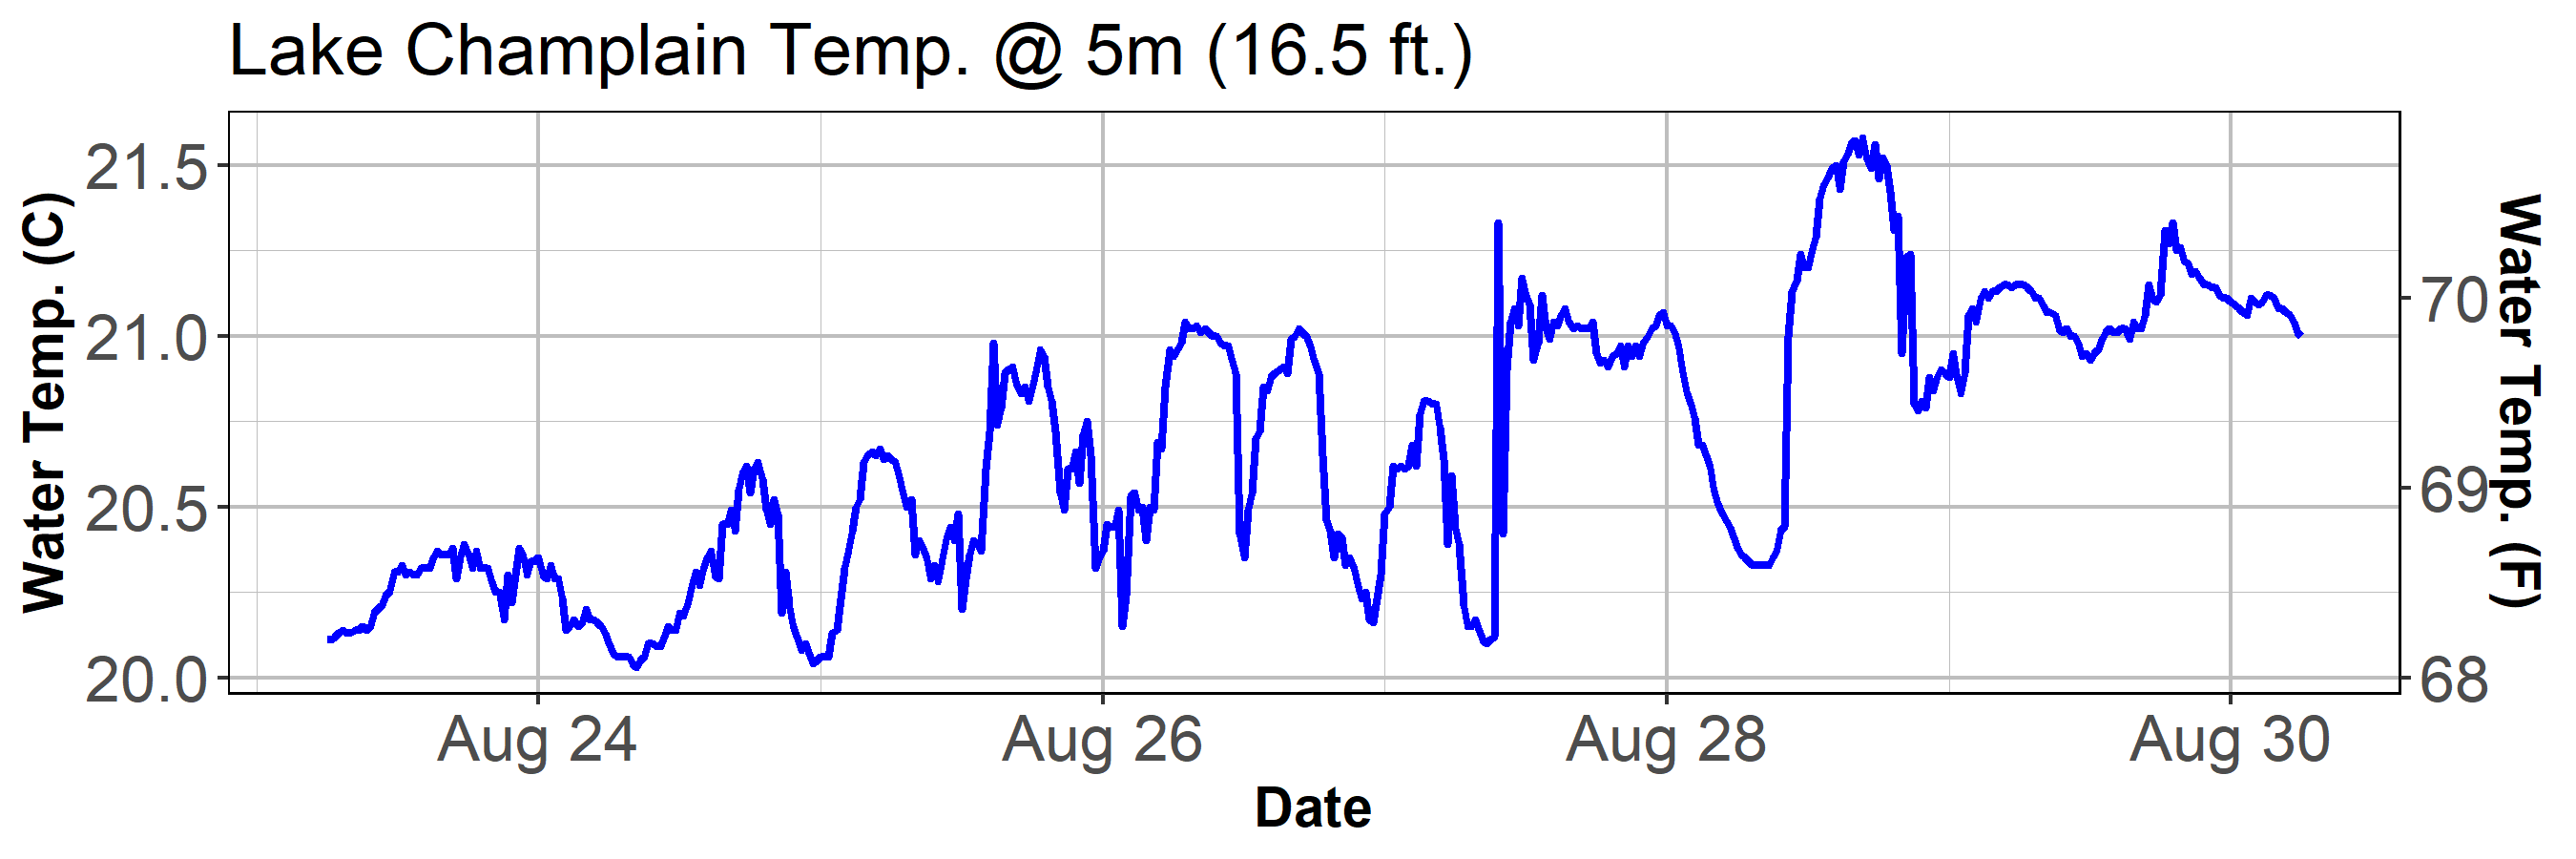 Lake Champlain Temp. @ 5m (16.5 ft.)
Water Temp. (C)
21.5
21.0
20.5
20.0
70
69
68
Water Temp. (F)
Aug 24 Aug 26 Aug 28 Aug 30
Date